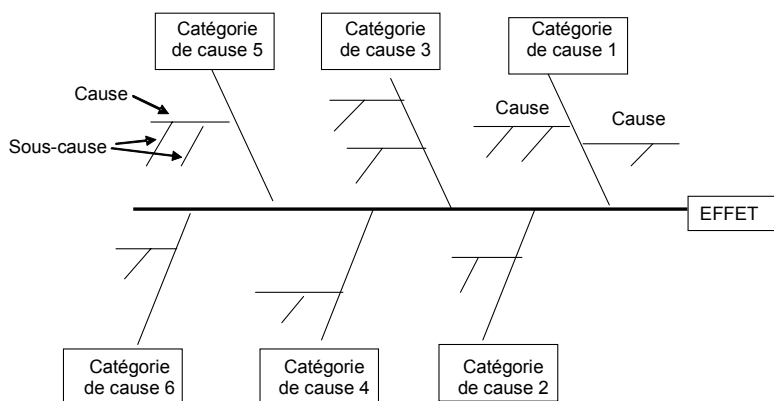 Catégorie
de cause 5
Catégorie
de cause 3
Catégorie
de cause 1
Cause
Cause
Cause
Sous-cause
EFFET
Catégorie
de cause 6
Catégorie
de cause 4
Catégorie
de cause 2